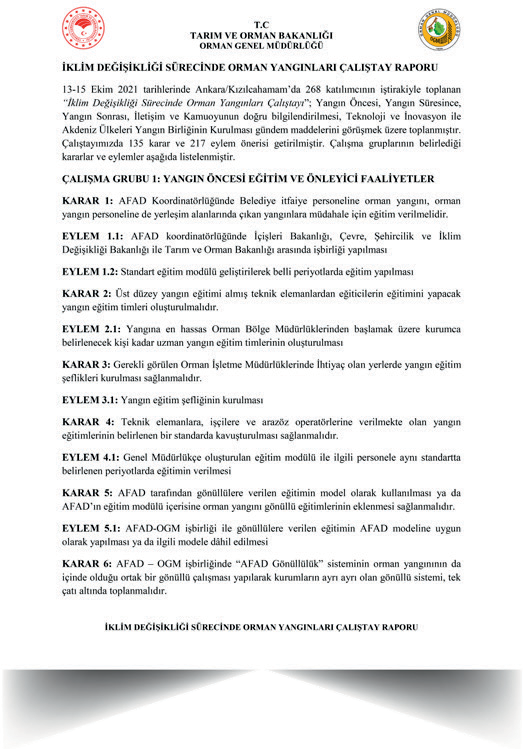 T.C
TARIM VE ORMAN BAKANLIĞI
ORMAN GENEL MÜDÜRLÜĞÜ
İKLİM DEĞİŞİKLİĞİ SÜRECİNDE ORMAN YANGINLARI ÇALIŞTAY RAPORU
13-15 Ekim 2021 tarihlerinde Ankara/Kızılcahamam’da 268 katılımcının iştirakiyle toplanan
“İklim Değişikliği Sürecinde Orman Yangınları Çalıştayı”; Yangın Öncesi, Yangın Süresince,
Yangın Sonrası, İletişim ve Kamuoyunun doğru bilgilendirilmesi, Teknoloji ve İnovasyon ile
Akdeniz Ülkeleri Yangın Birliğinin Kurulması gündem maddelerini görüşmek üzere toplanmıştır.
Çalıştayımızda 135 karar ve 217 eylem önerisi getirilmiştir. Çalışma gruplarının belirlediği
kararlar ve eylemler aşağıda listelenmiştir.
ÇALIŞMA GRUBU 1: YANGIN ÖNCESİ EĞİTİM VE ÖNLEYİCİ FAALİYETLER
KARAR 1: AFAD Koordinatörlüğünde Belediye itfaiye personeline orman yangını, orman
yangın personeline de yerleşim alanlarında çıkan yangınlara müdahale için eğitim verilmelidir.
EYLEM 1.1: AFAD koordinatörlüğünde İçişleri Bakanlığı, Çevre, Şehircilik ve İklim
Değişikliği Bakanlığı ile Tarım ve Orman Bakanlığı arasında işbirliği yapılması
EYLEM 1.2: Standart eğitim modülü geliştirilerek belli periyotlarda eğitim yapılması
KARAR 2: Üst düzey yangın eğitimi almış teknik elemanlardan eğiticilerin eğitimini yapacak
yangın eğitim timleri oluşturulmalıdır.
EYLEM 2.1: Yangına en hassas Orman Bölge Müdürlüklerinden başlamak üzere kurumca
belirlenecek kişi kadar uzman yangın eğitim timlerinin oluşturulması
KARAR 3: Gerekli görülen Orman İşletme Müdürlüklerinde İhtiyaç olan yerlerde yangın eğitim
şeflikleri kurulması sağlanmalıdır.
EYLEM 3.1: Yangın eğitim şefliğinin kurulması
KARAR 4: Teknik elemanlara, işçilere ve arazöz operatörlerine verilmekte olan yangın
eğitimlerinin belirlenen bir standarda kavuşturulması sağlanmalıdır.
EYLEM 4.1: Genel Müdürlükçe oluşturulan eğitim modülü ile ilgili personele aynı standartta
belirlenen periyotlarda eğitimin verilmesi
KARAR 5: AFAD tarafından gönüllülere verilen eğitimin model olarak kullanılması ya da
AFAD’ın eğitim modülü içerisine orman yangını gönüllü eğitimlerinin eklenmesi sağlanmalıdır.
EYLEM 5.1: AFAD-OGM işbirliği ile gönüllülere verilen eğitimin AFAD modeline uygun
olarak yapılması ya da ilgili modele dâhil edilmesi
KARAR 6: AFAD – OGM işbirliğinde “AFAD Gönüllülük” sisteminin orman yangınının da
içinde olduğu ortak bir gönüllü çalışması yapılarak kurumların ayrı ayrı olan gönüllü sistemi, tek
çatı altında toplanmalıdır.
İKLİM DEĞİŞİKLİĞİ SÜRECİNDE ORMAN YANGINLARI ÇALIŞTAY RAPORU